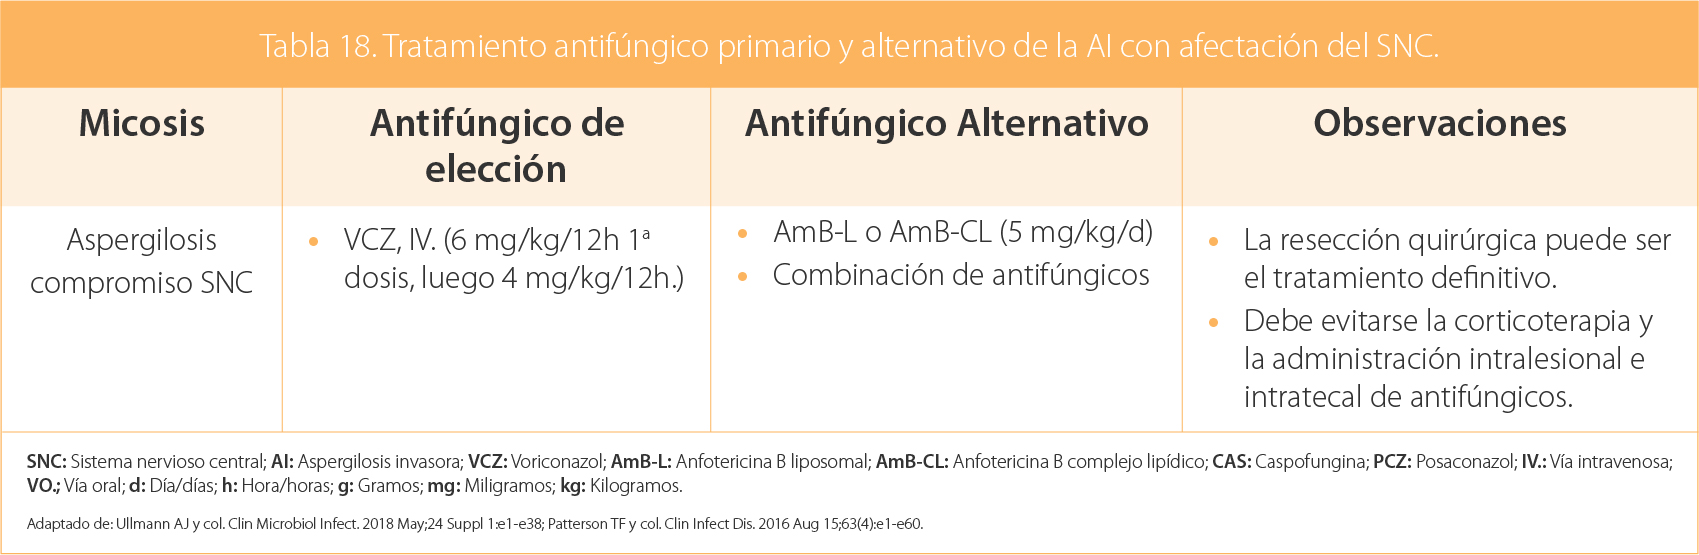 Tabla 18. Tratamiento antifúngico primario y alternativo de la AI con afectación del SNC.
Micosis
Antifúngico de
elección
Antifúngico Alternativo
Observaciones
Aspergilosis
compromiso SNC
• VCZ, IV. (6 mg/kg/12h 1ª
dosis, luego 4 mg/kg/12h.)
• AmB-L o AmB-CL (5 mg/kg/d)
• Combinación de antifúngicos
• La resección quirúrgica puede ser
el tratamiento definitivo.
• Debe evitarse la corticoterapia y
la administración intralesional e
intratecal de antifúngicos.
SNC: Sistema nervioso central; AI: Aspergilosis invasora; VCZ: Voriconazol; AmB-L: Anfotericina B liposomal; AmB-CL: Anfotericina B complejo lipídico; CAS: Caspofungina; PCZ: Posaconazol; IV.: Vía intravenosa;
VO.; Vía oral; d: Día/días; h: Hora/horas; g: Gramos; mg: Miligramos; kg: Kilogramos.
Adaptado de: Ullmann AJ y col. Clin Microbiol Infect. 2018 May;24 Suppl 1:e1-e38; Patterson TF y col. Clin Infect Dis. 2016 Aug 15;63(4):e1-e60.